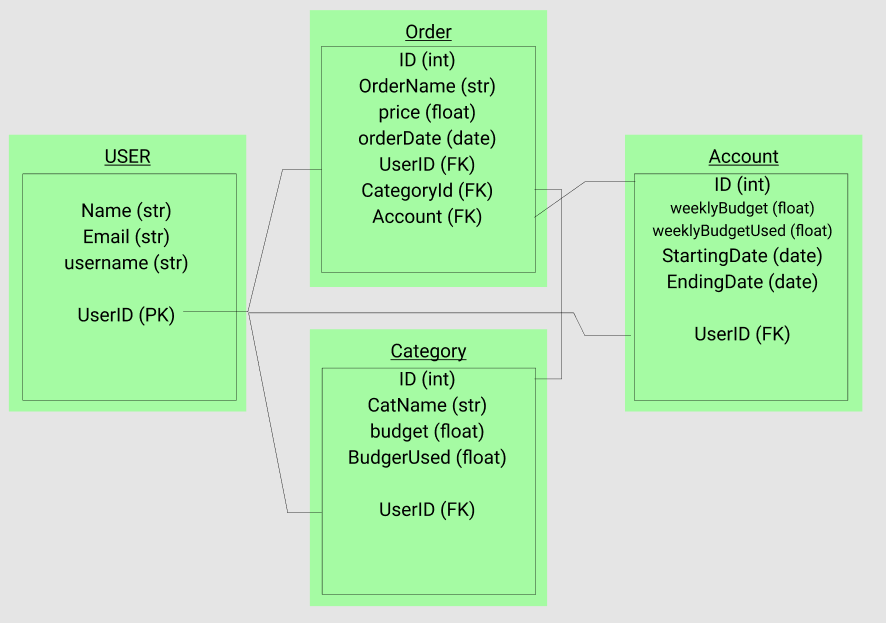 USER
Name (str)
Email (str)
username (str)
UserID (PK)
Order
ID (int)
OrderName (str)
price (float)
orderDate (date)
UserID (FK)
CategoryId (FK)
Account (FK)
Category
ID (int)
CatName (str)
budget (float)
BudgerUsed (float)
UserID (FK)
Account
ID (int)
weeklyBudget (float)
weeklyBudgetUsed (float)
StartingDate (date)
EndingDate (date)
UserID (FK)